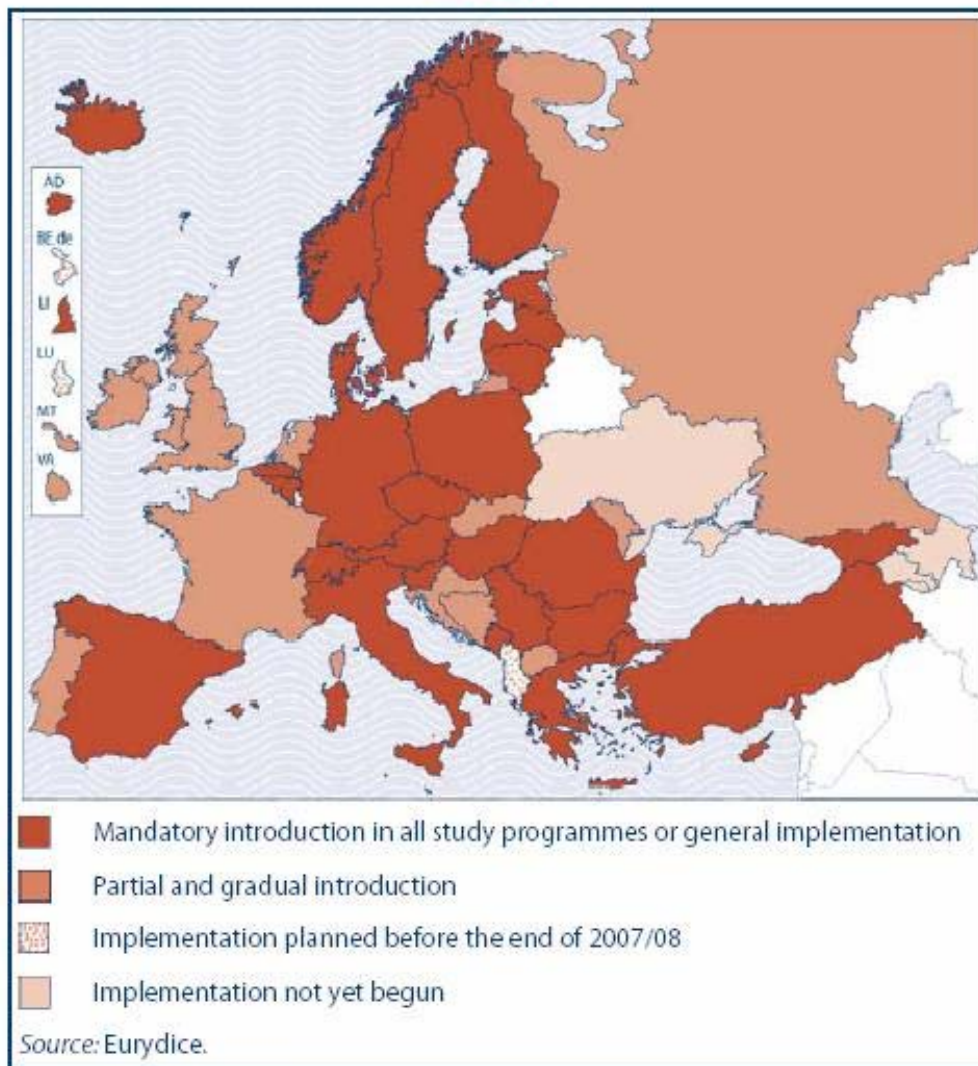 AD
BE de
LI
LU
MT
VA
Mandatory introduction in all study programmes or general implementation
Partial and gradual introduction
Implementation planned before the end of 2007/08
Implementation not yet begun
Source: Eurydice.